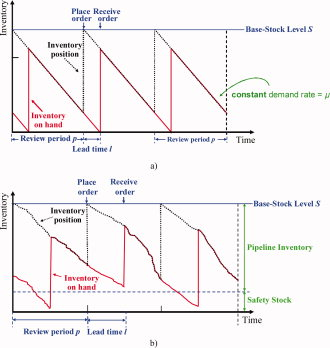 Inventory
Place
order
Receive
order
Base-Stock Level S
Inventory
position
constant demand rate = μ
Inventory
on hand
Review period p
Review period p
Time
Lead time l
a)
Inventory
Place
order
Receive
order
Base-Stock Level S
Inventory
position
Pipeline Inventory
Inventory
on hand
Safety Stock
Time
Review period p
Lead time l
b)